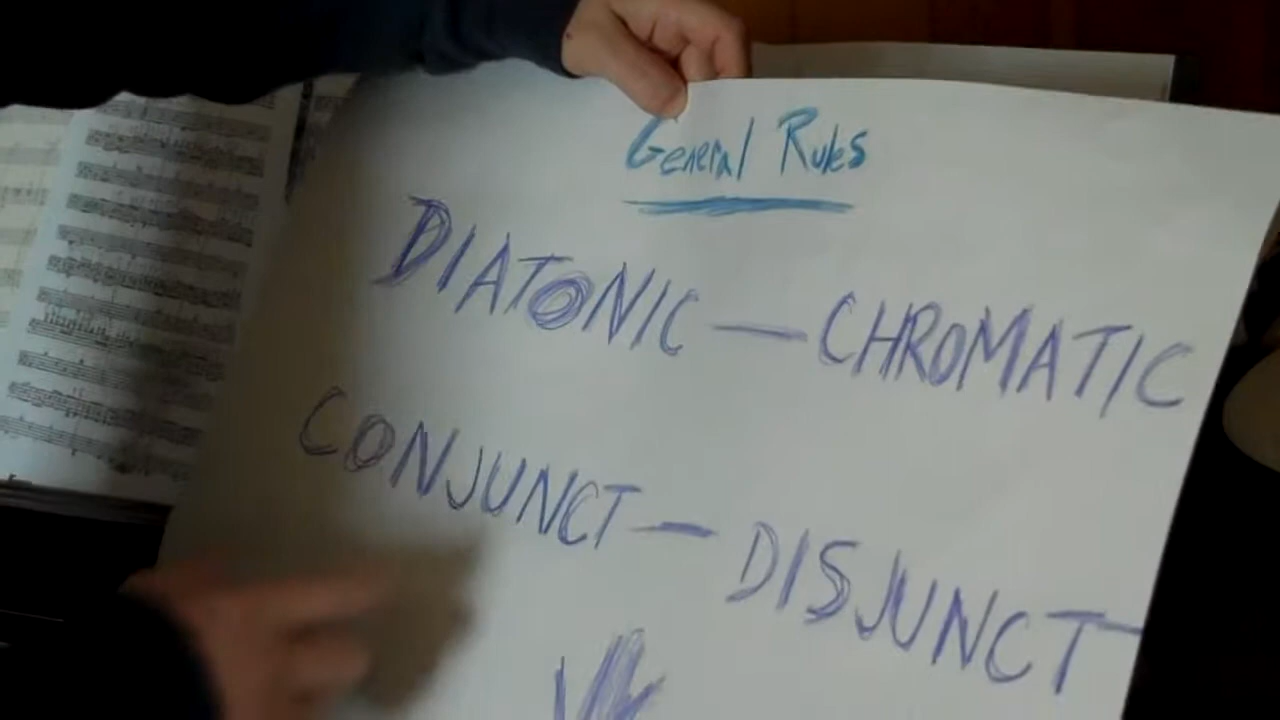 General Rules
DIATONIC — CHROMATIC
CONJUNCT — DISJUNCT